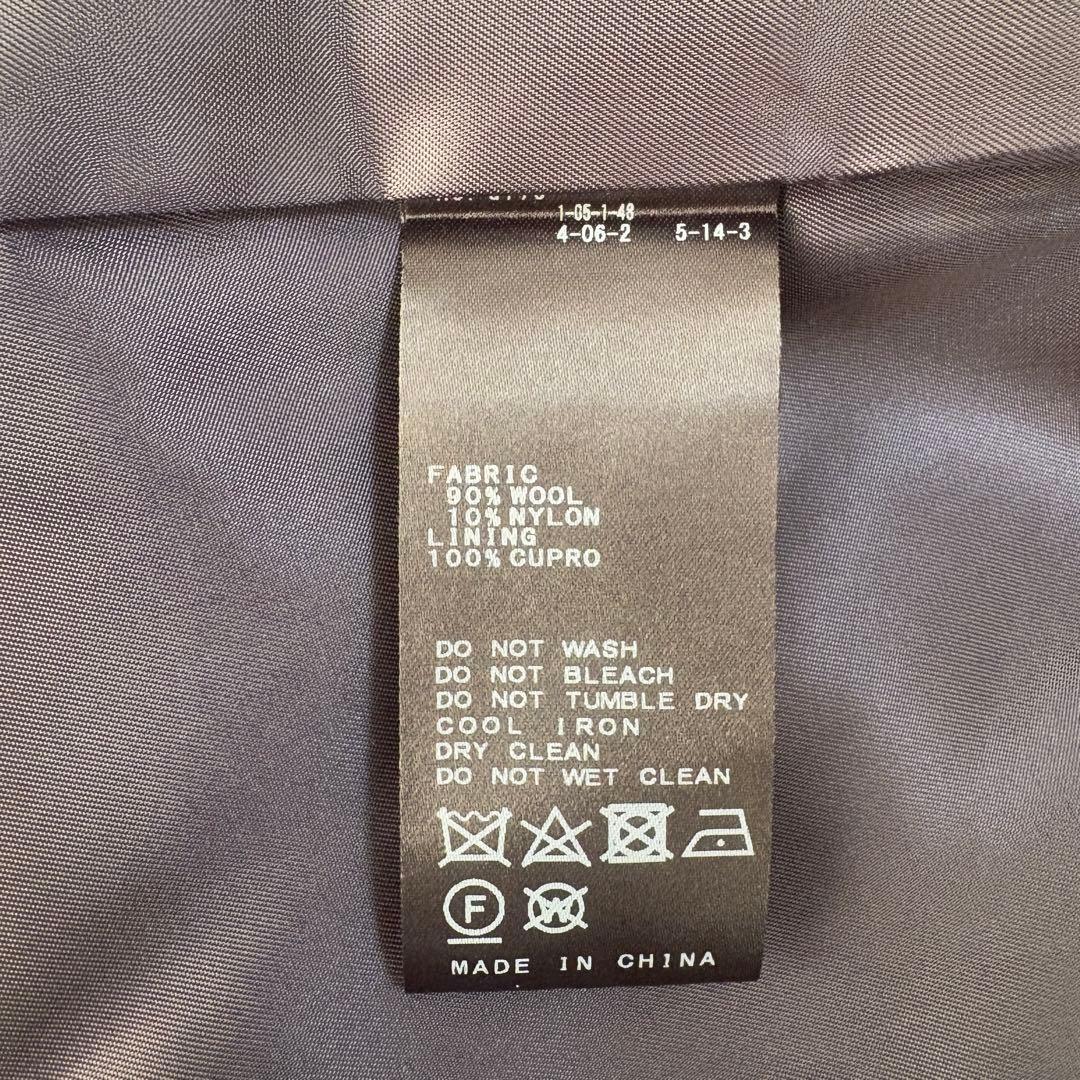 1-05-1-48
4-06-2 5-14-3
FABRIC
90% WOOL
10% NYLON
LINING
100% CUPRO
DO NOT WASH
DO NOT BLEACH
DO NOT TUMBLE DRY
COOL IRON
DRY CLEAN
DO NOT WET CLEAN
F W
MADE IN CHINA